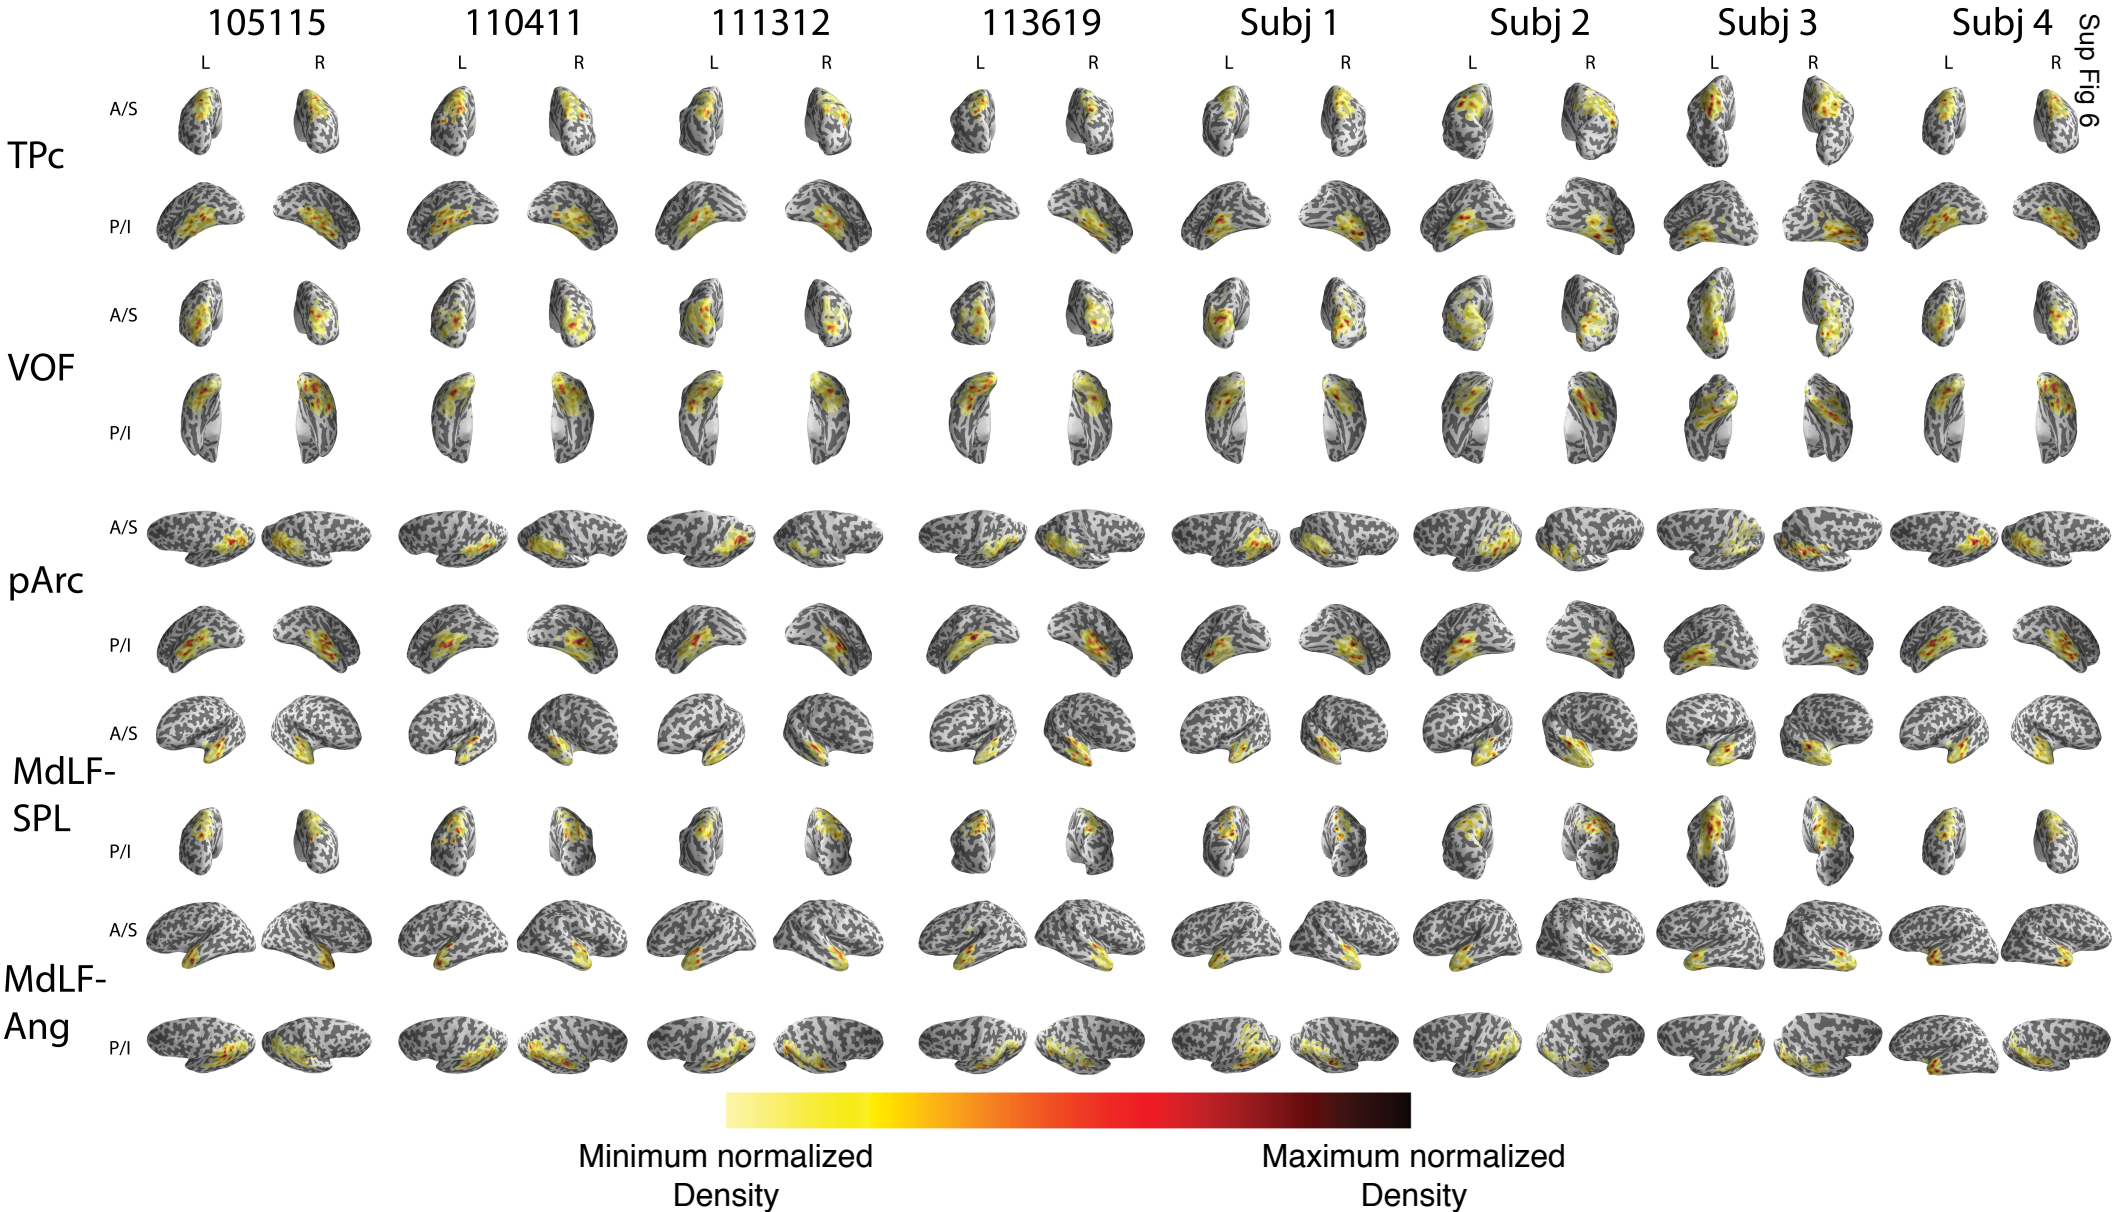 105115 110411 111312 113619 Subj 1 Subj 2 Subj 3 Subj 4
Sup Fig 6
L R L R L R L R L R L R L R L R
A/S
TPc
P/I
A/S
VOF
P/I
A/S
pArc
P/I
A/S
MdLF-
SPL
P/I
A/S
MdLF-
Ang
P/I
Minimum normalized Maximum normalized
Density Density